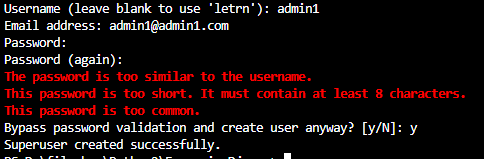 Username (leave blank to use 'letrn'): admin1
Email address: admin1@admin1.com
Password:
Password (again):
The password is too similar to the username.
This password is too short. It must contain at least 8 characters.
This password is too common.
Bypass password validation and create user anyway? [y/N]: y
Superuser created successfully.